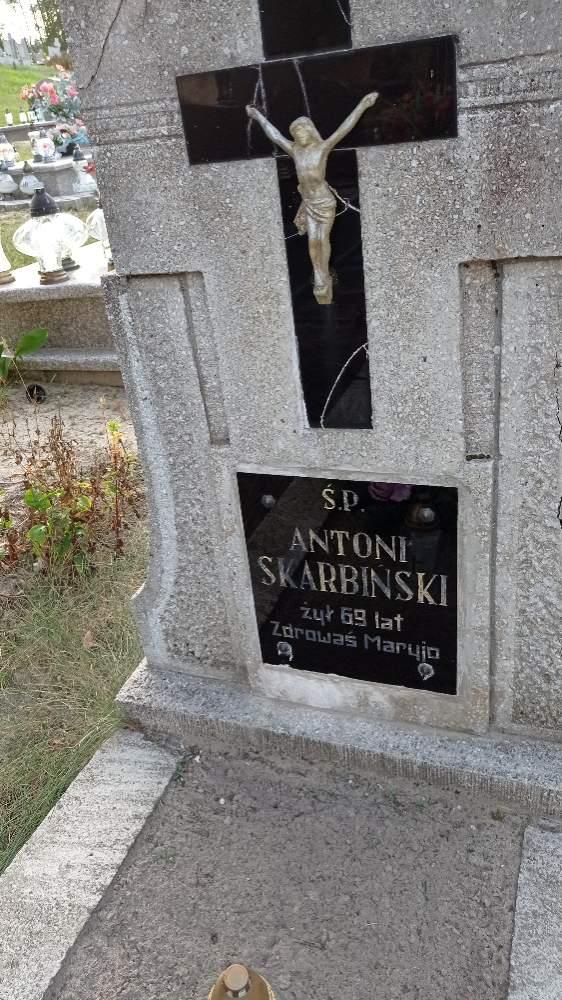 Ś.P.
ANTONI
SKARBIŃSKI
żył 69 lat
Zdrowaś Maryjo